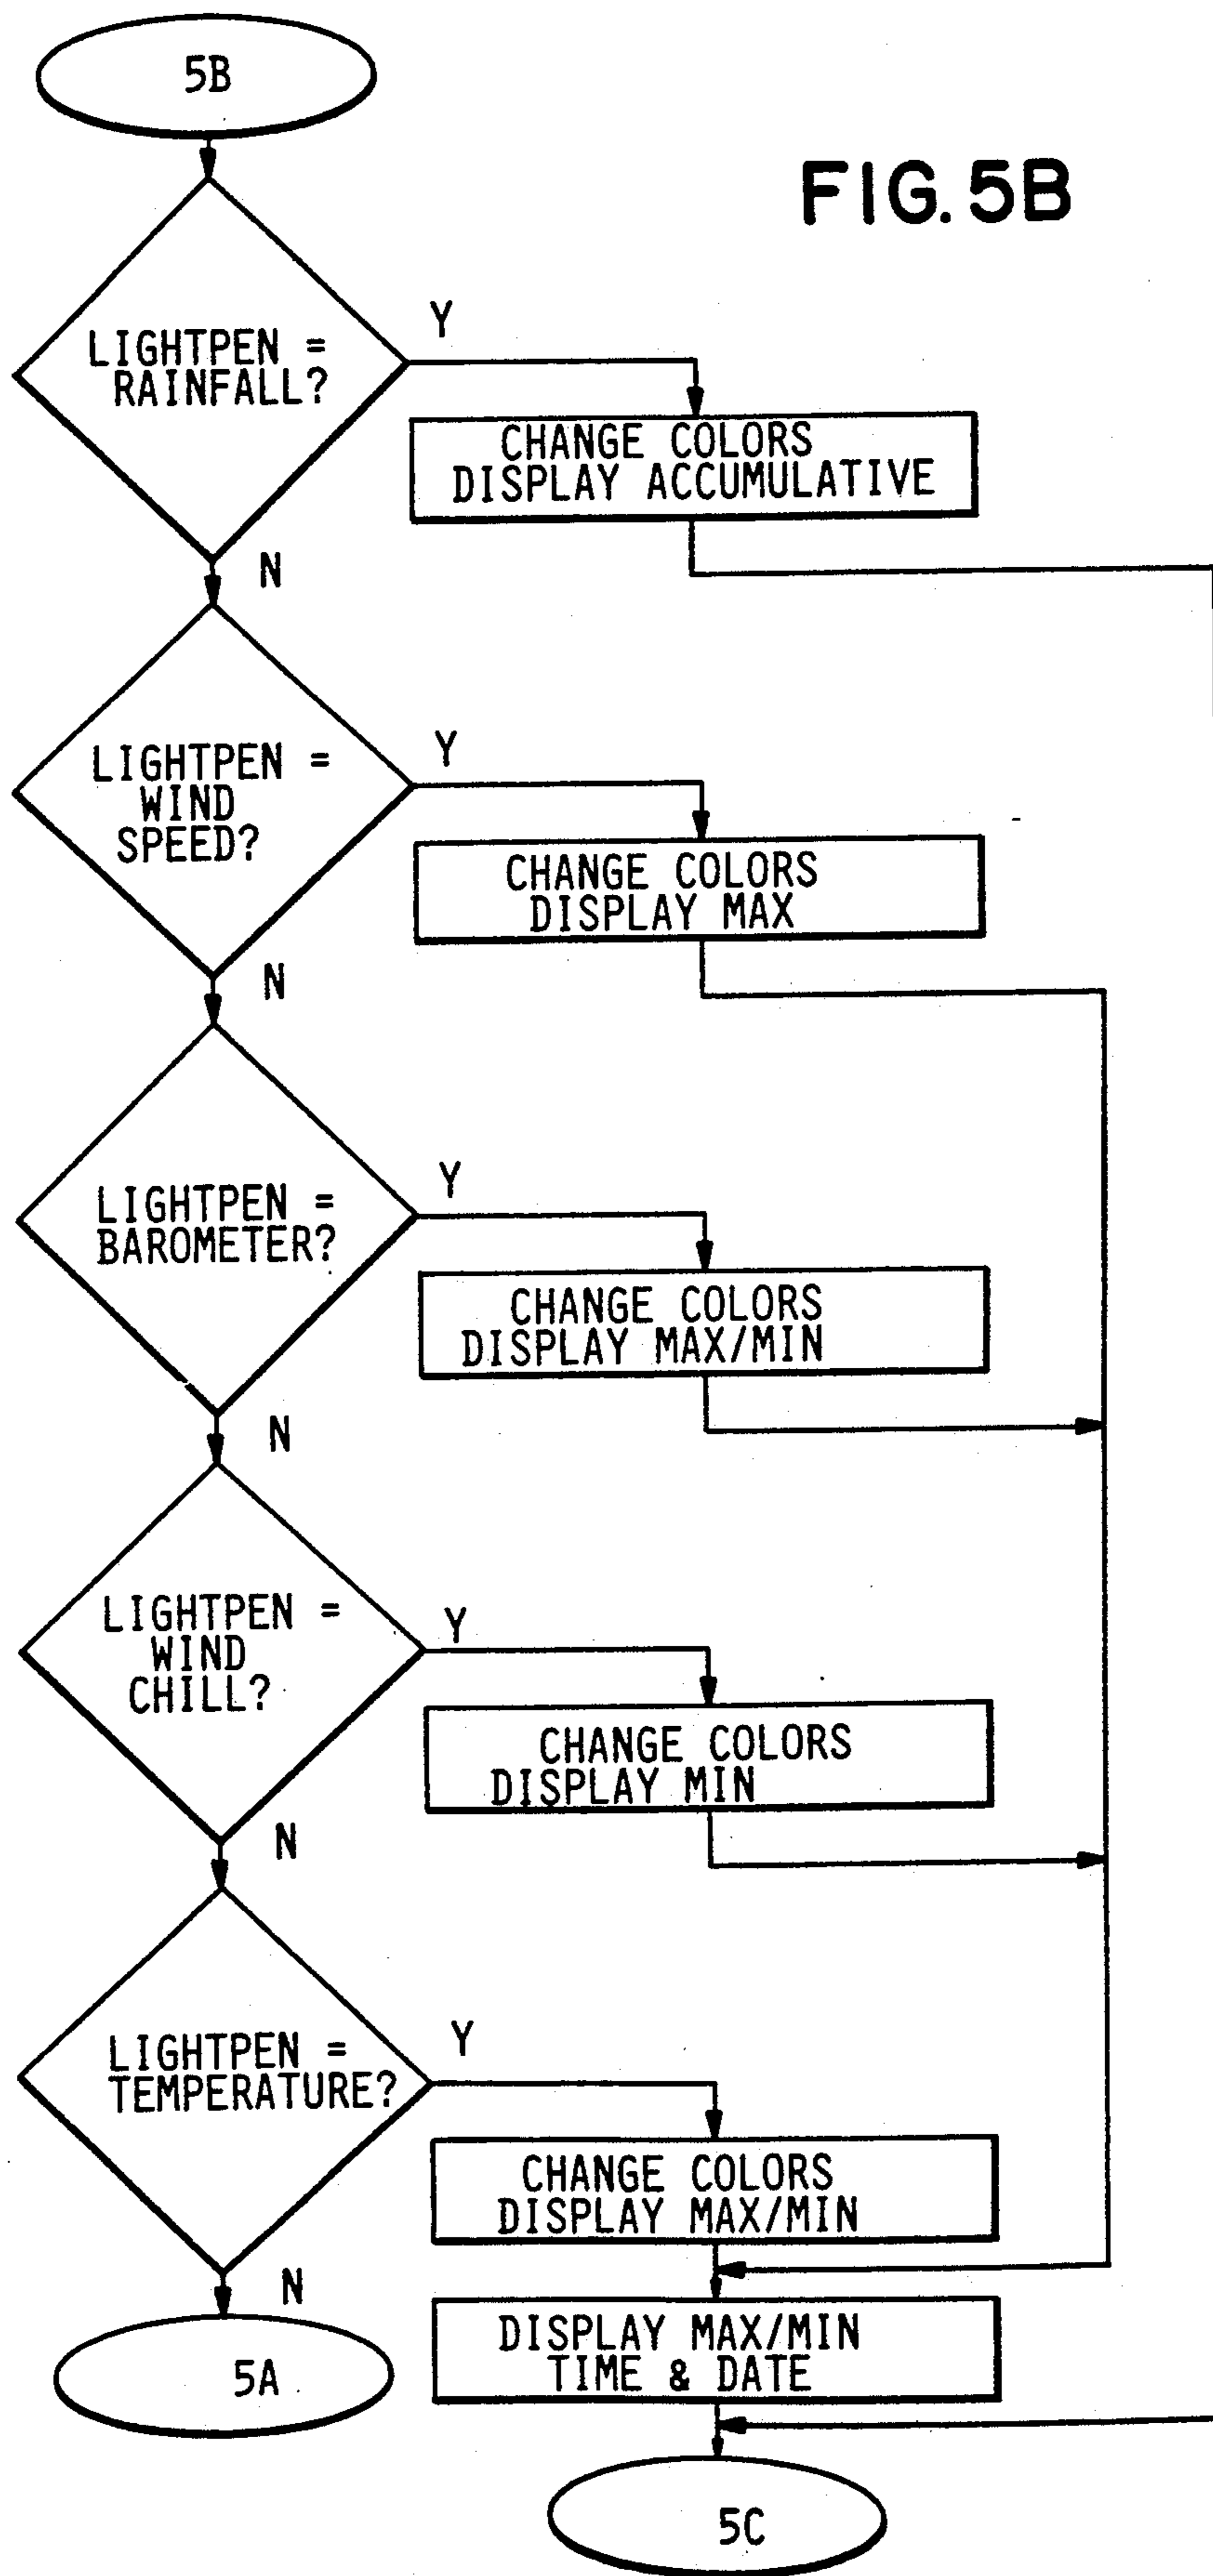 5B
FIG. 5B
LIGHTPEN =
RAINFALL?
Y
CHANGE COLORS
DISPLAY ACCUMULATIVE
N
LIGHTPEN =
WIND
SPEED?
Y
CHANGE COLORS
DISPLAY MAX
N
LIGHTPEN =
BAROMETER?
Y
CHANGE COLORS
DISPLAY MAX/MIN
N
LIGHTPEN =
WIND
CHILL?
Y
CHANGE COLORS
DISPLAY MIN
N
LIGHTPEN =
TEMPERATURE?
Y
CHANGE COLORS
DISPLAY MAX/MIN
N
DISPLAY MAX/MIN
TIME & DATE
5A
5C